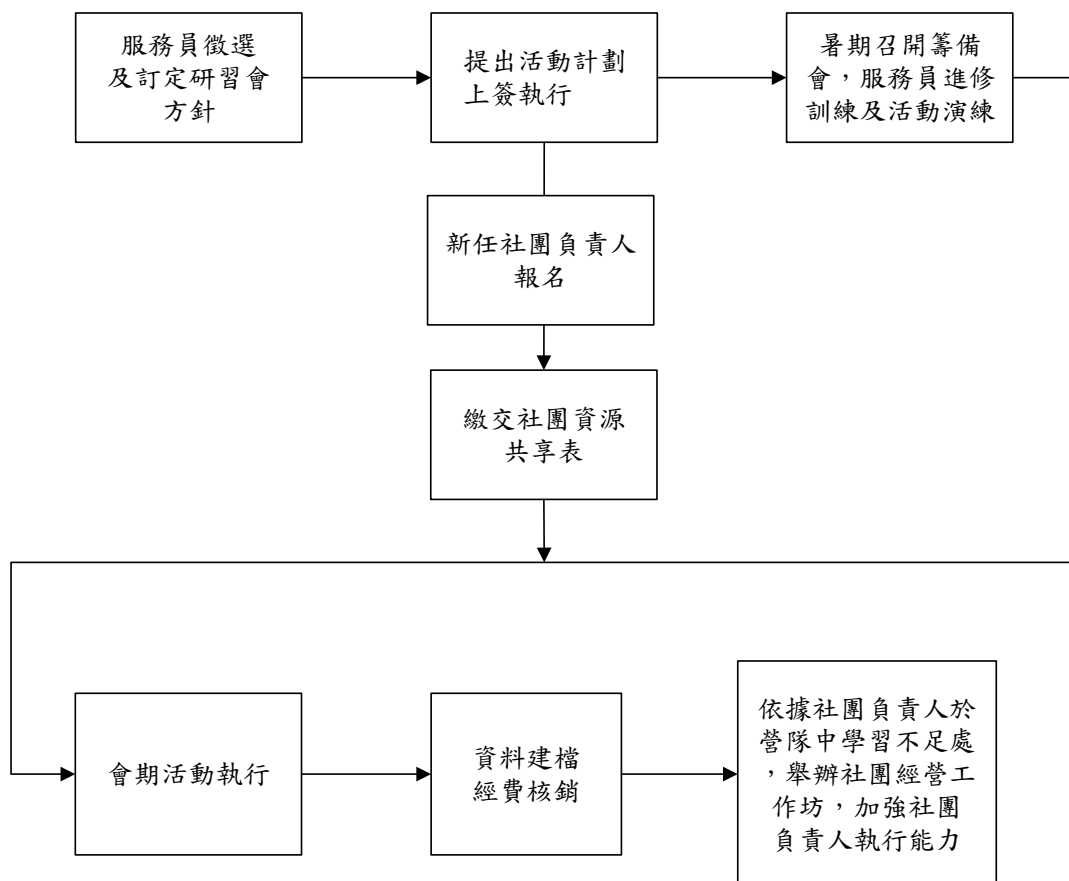 服務員徵選
及訂定研習會
方針
提出活動計劃
上簽執行
暑期召開籌備
會，服務員進修
訓練及活動演練
新任社團負責人
報名
繳交社團資源
共享表
會期活動執行
資料建檔
經費核銷
依據社團負責人於
營隊中學習不足處
，舉辦社團經營工
作坊，加強社團
負責人執行能力